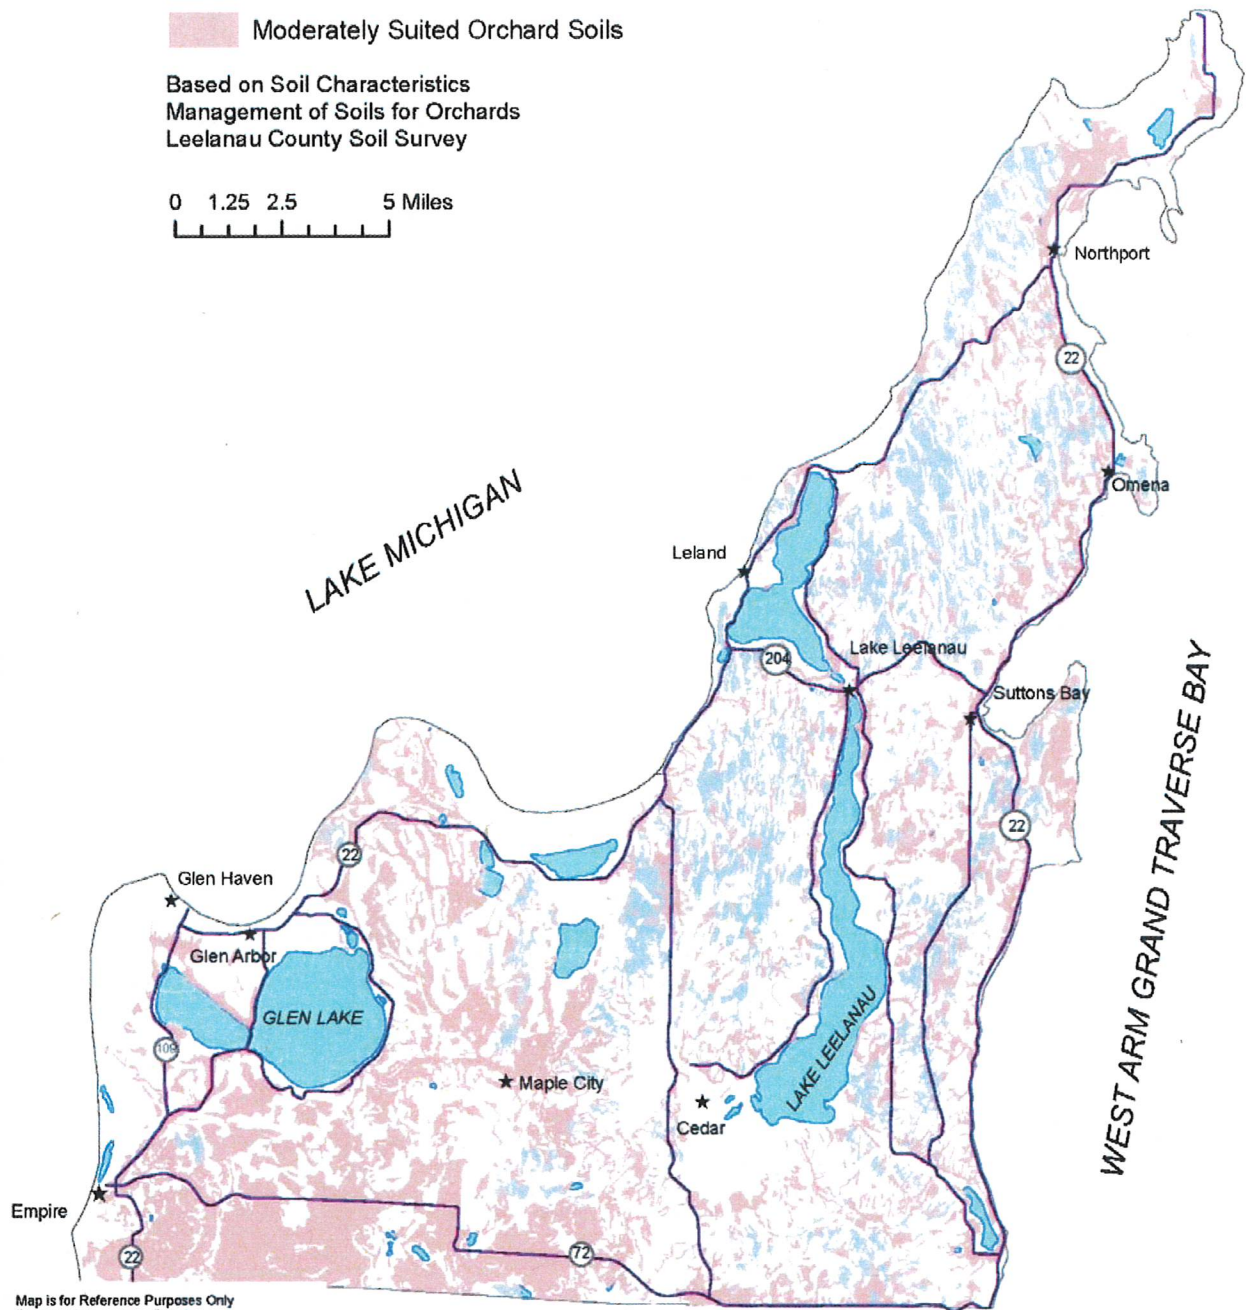 Moderately Suited Orchard Soils
Based on Soil Characteristics
Management of Soils for Orchards
Leelanau County Soil Survey
0 1.25 2.5 5 Miles
Northport
22
Omena
LAKE MICHIGAN
Leland
Lake Leelanau
204
Suttons Bay
WEST ARM GRAND TRAVERSE BAY
22
22
Glen Haven
Glen Arbor
GLEN LAKE
LAKE LEELANAU
109
Maple City
Cedar
Empire
22
72
Map is for Reference Purposes Only